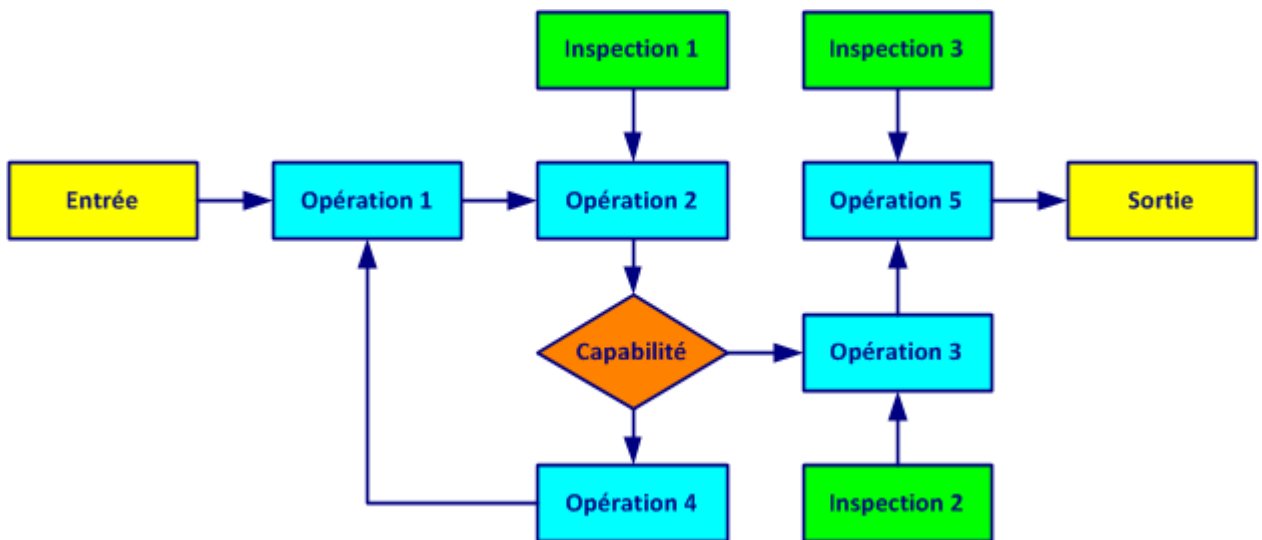 Inspection 1
Inspection 3
Entrée
Opération 1
Opération 2
Opération 5
Sortie
Capabilité
Opération 3
Opération 4
Inspection 2